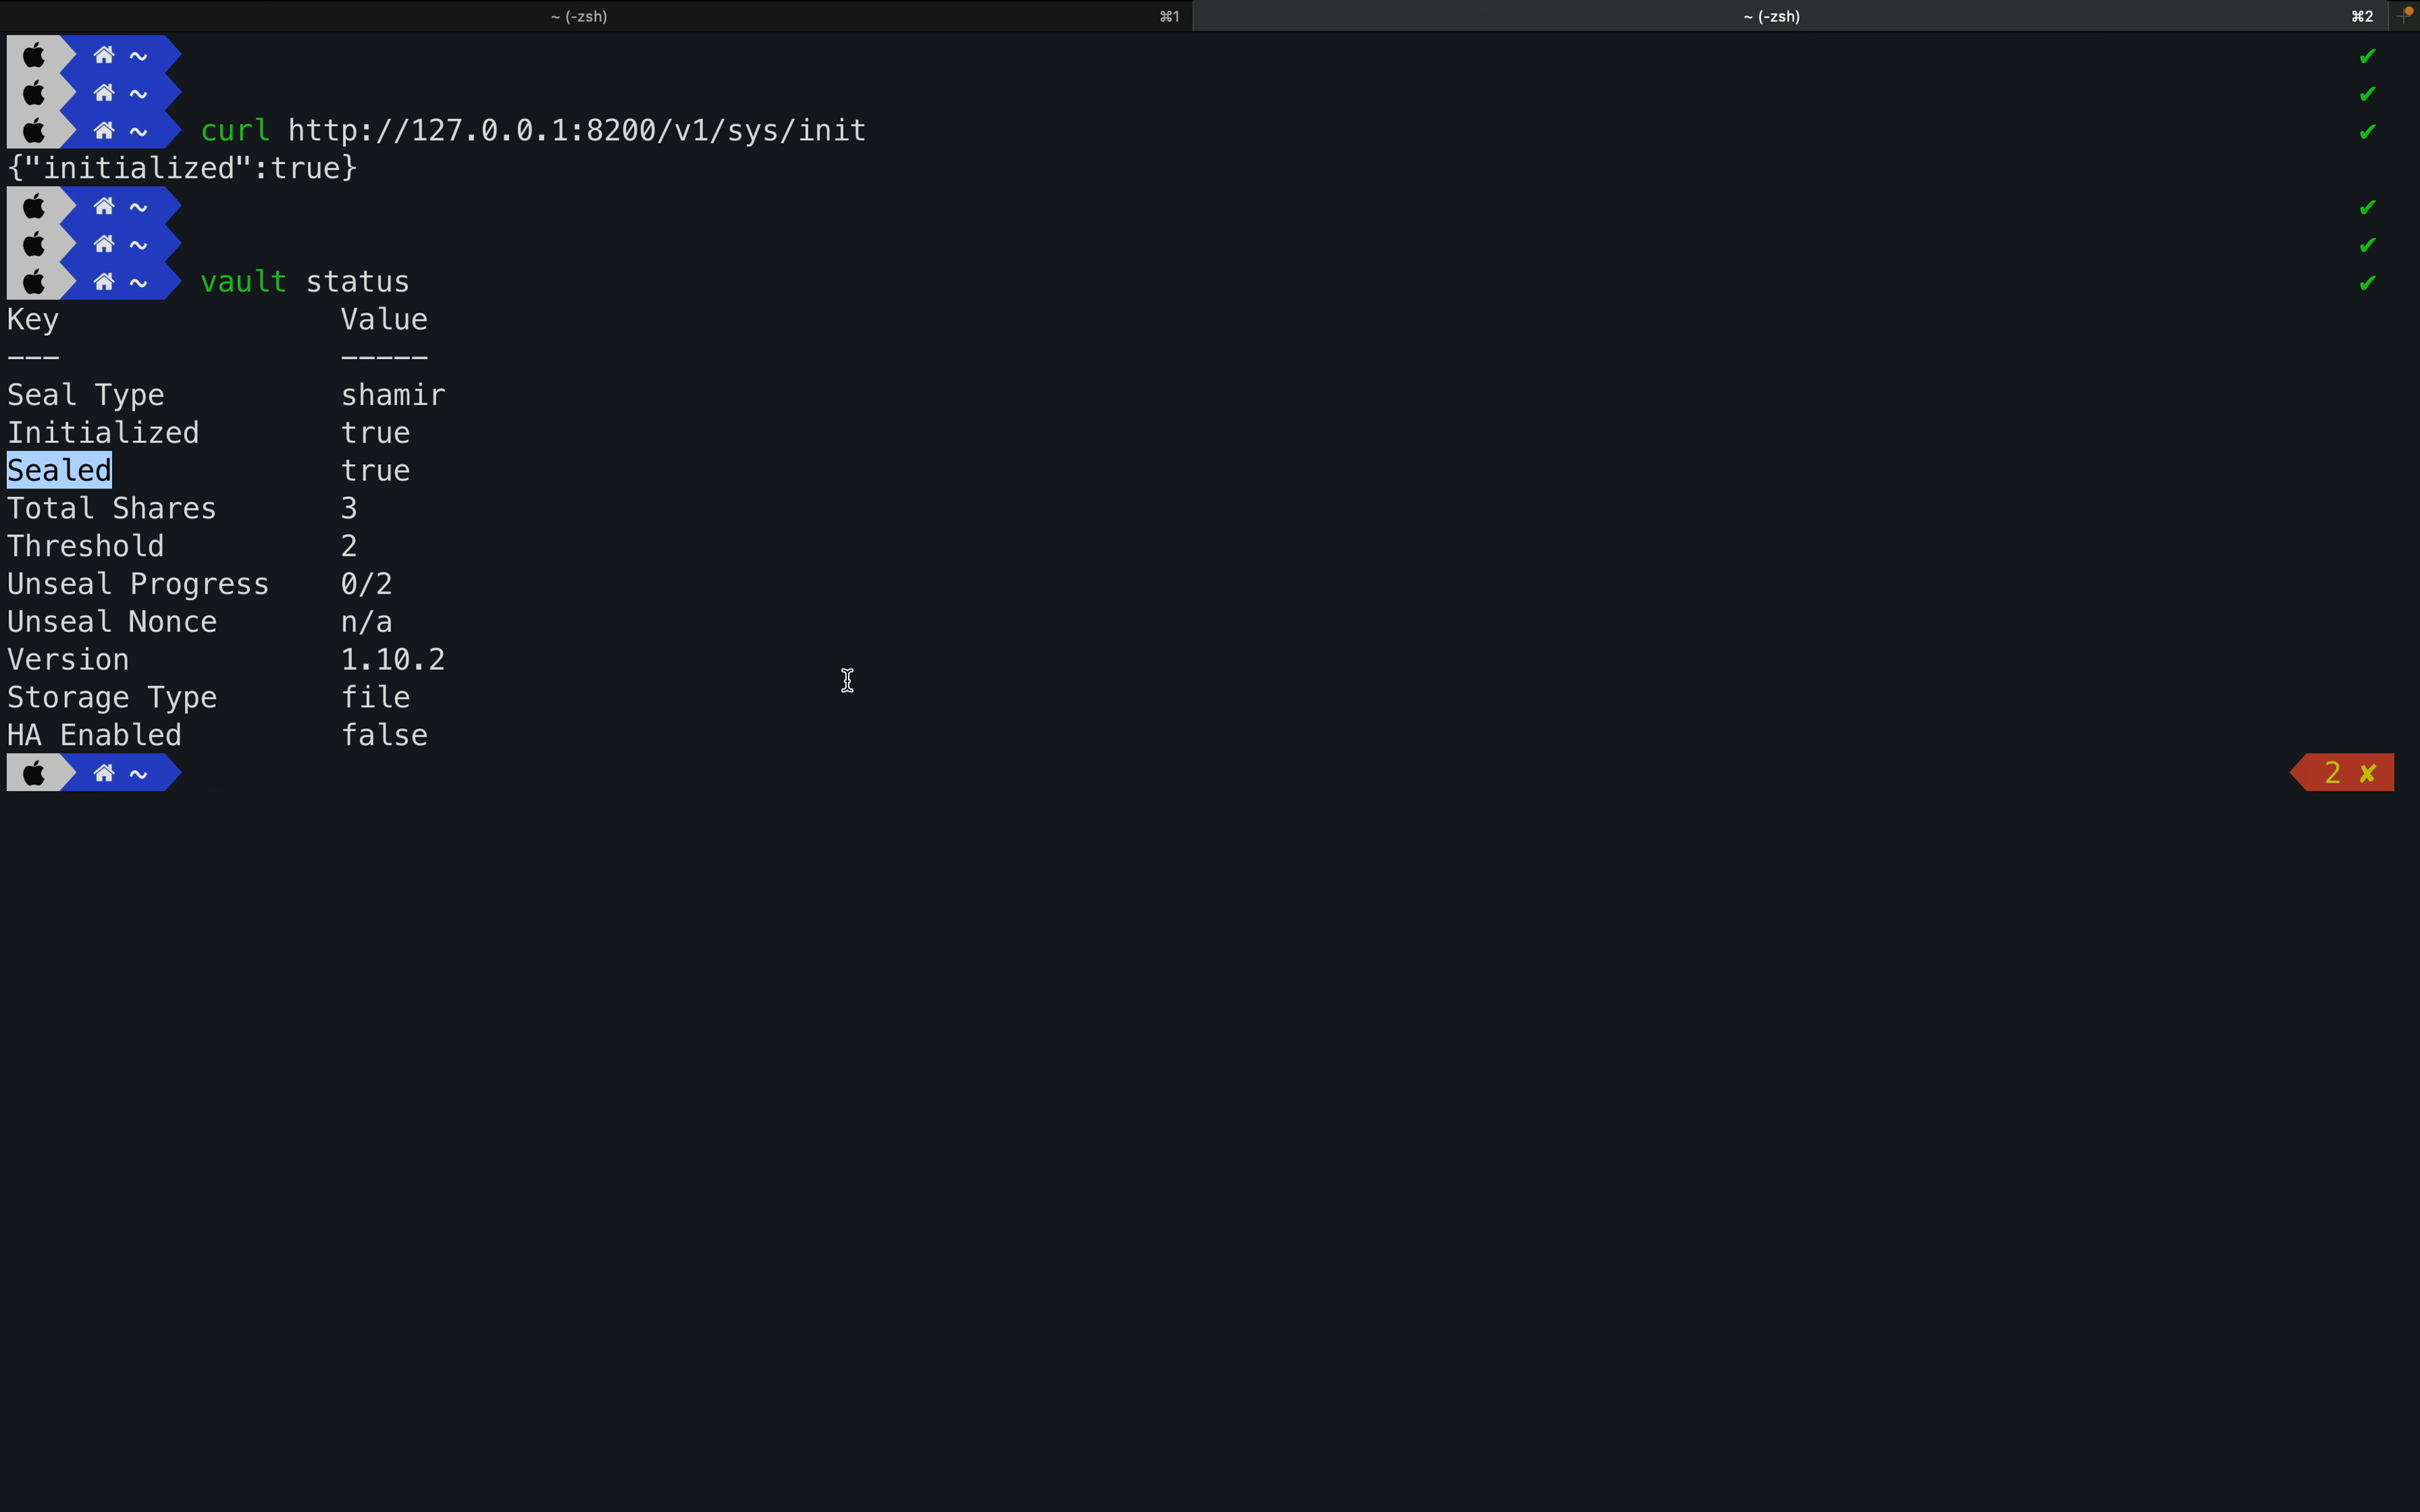 ~ (-zsh) ⌘1 ~ (-zsh) ⌘2
~ ✔
~ ✔
~ curl http://127.0.0.1:8200/v1/sys/init ✔
{"initialized":true}
~ ✔
~ ✔
~ vault status ✔
Key Value
--- -----
Seal Type shamir
Initialized true
Sealed true
Total Shares 3
Threshold 2
Unseal Progress 0/2
Unseal Nonce n/a
Version 1.10.2
Storage Type file
HA Enabled false
~ 2 ✘